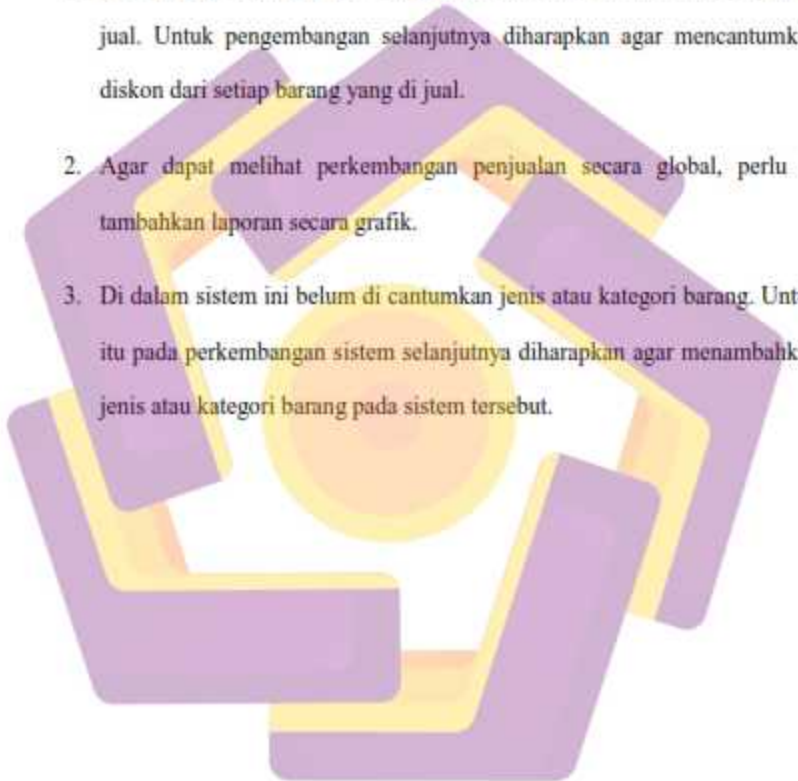 jual. Untuk pengembangan selanjutnya diharapkan agar mencantumk
diskon dari setiap barang yang di jual.
2. Agar dapat melihat perkembangan penjualan secara global, perlu
tambahkan laporan secara grafik.
3. Di dalam sistem ini belum di cantumkan jenis atau kategori barang. Unt
itu pada perkembangan sistem selanjutnya diharapkan agar menambahk
jenis atau kategori barang pada sistem tersebut.